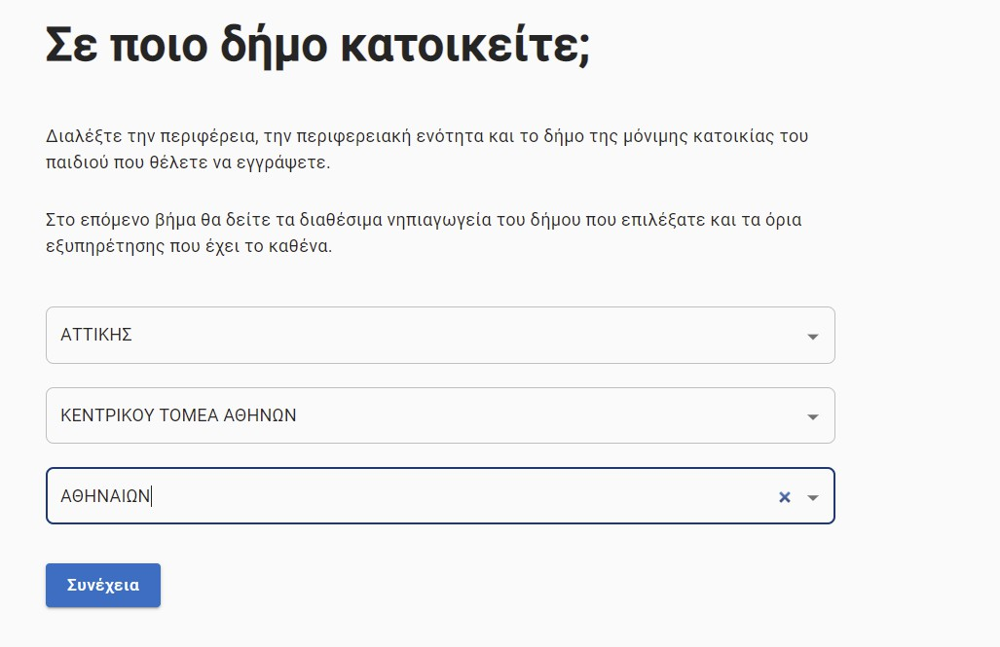 Σε ποιο δήμο κατοικείτε;
Διαλέξτε την περιφέρεια, την περιφερειακή ενότητα και το δήμο της μόνιμης κατοικίας του
παιδιού που θέλετε να εγγράψετε.
Στο επόμενο βήμα θα δείτε τα διαθέσιμα νηπιαγωγεία του δήμου που επιλέξατε και τα όρια
εξυπηρέτησης που έχει το καθένα.
ΑΤΤΙΚΗΣ
ΚΕΝΤΡΙΚΟΥ ΤΟΜΕΑ ΑΘΗΝΩΝ
ΑΘΗΝΑΙΩΝ
Συνέχεια